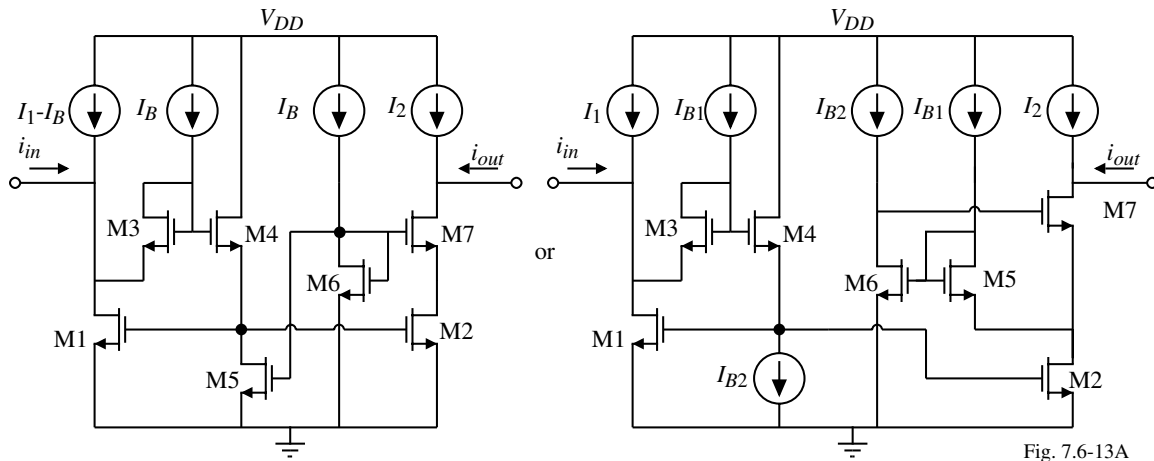 VDD
VDD
I1-IB
IB
IB
I2
I1
IB1
IB2
IB1
I2
iin
iout
iin
iout
M3
M4
M7
M3
M4
M7
or
M6
M6
M5
M1
M2
M1
M5
IB2
M2
Fig. 7.6-13A